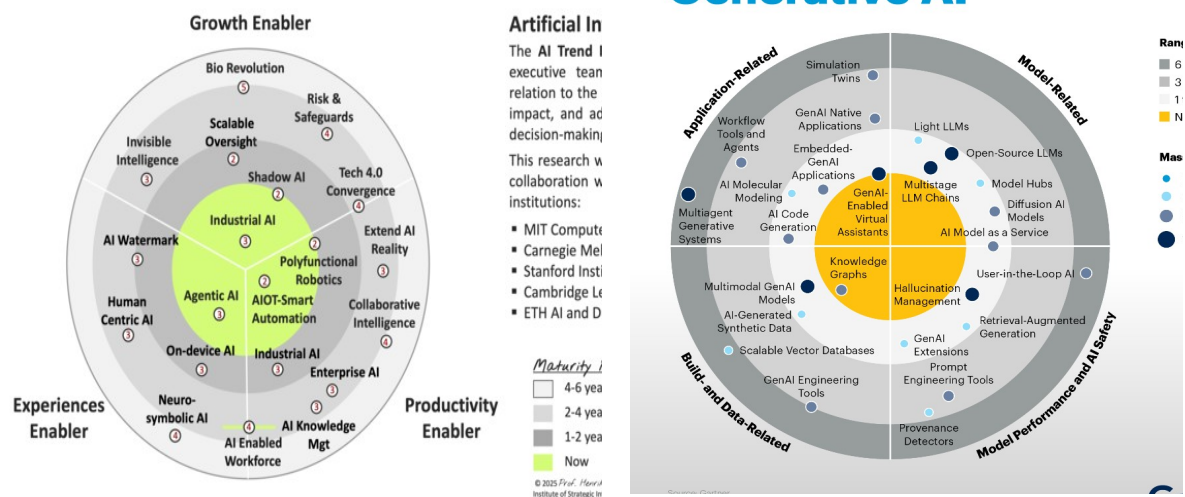 Growth Enabler
Bio Revolution
5
Risk &
Safeguards
4
Scalable
Oversight
2
Invisible
Intelligence
3
Shadow AI
2
Tech 4.0
Convergence
4
Industrial AI
3
AI Watermark
3
2
Polyfunctional
Robotics
Extend AI
Reality
3
Agentic AI
3
2
AIOT-Smart
Automation
Human
Centric AI
3
Collaborative
Intelligence
4
On-device AI
3
Industrial AI
3
Enterprise AI
3
3
AI Knowledge
Mgt
Neuro-
symbolic AI
4
4
AI Enabled
Workforce
Experiences
Enabler
Productivity
Enabler
Artificial In
The AI Trend
executive team
relation to the
impact, and ad
decision-making
This research w
collaboration w
institutions:
▪ MIT Compute
▪ Carnegie Mel
▪ Stanford Insti
▪ Cambridge Le
▪ ETH AI and D
Maturity
4-6 yea
2-4 yea
1-2 yea
Now
© 2025 Prof. Henri
Institute of Strategic In
Generative AI
Application-Related
Model-Related
Build- and Data-Related
Model Performance and AI Safety
Simulation
Twins
GenAI Native
Applications
Workflow
Tools and
Agents
Embedded-
GenAI
Applications
AI Molecular
Modeling
Multiagent
Generative
Systems
AI Code
Generation
GenAI-
Enabled
Virtual
Assistants
Light LLMs
Open-Source LLMs
Multistage
LLM Chains
Model Hubs
Diffusion AI
Models
AI Model as a Service
Knowledge
Graphs
Multimodal GenAI
Models
AI-Generated
Synthetic Data
Scalable Vector Databases
GenAI Engineering
Tools
User-in-the-Loop AI
Hallucination
Management
Retrieval-Augmented
Generation
GenAI
Extensions
Prompt
Engineering Tools
Provenance
Detectors
Rang
6
3
1
N
Mass
Source: Gartner
G